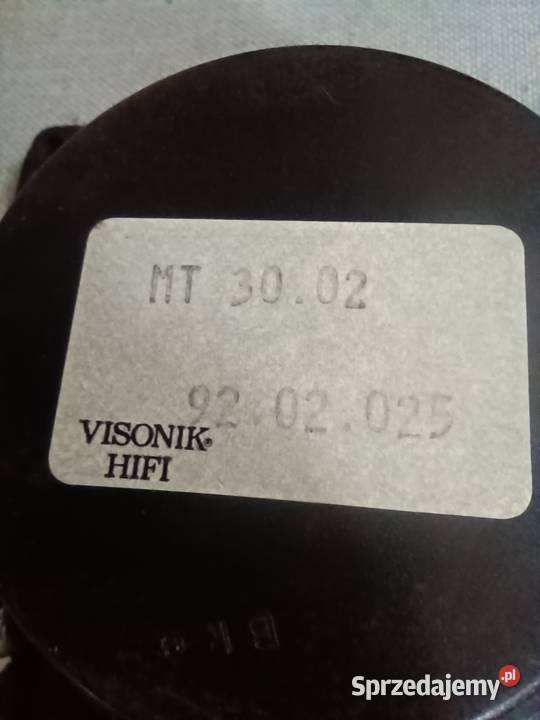 MT 30.02
92.02.025
VISONIK®
HIFI
Sprzedajemy.pl